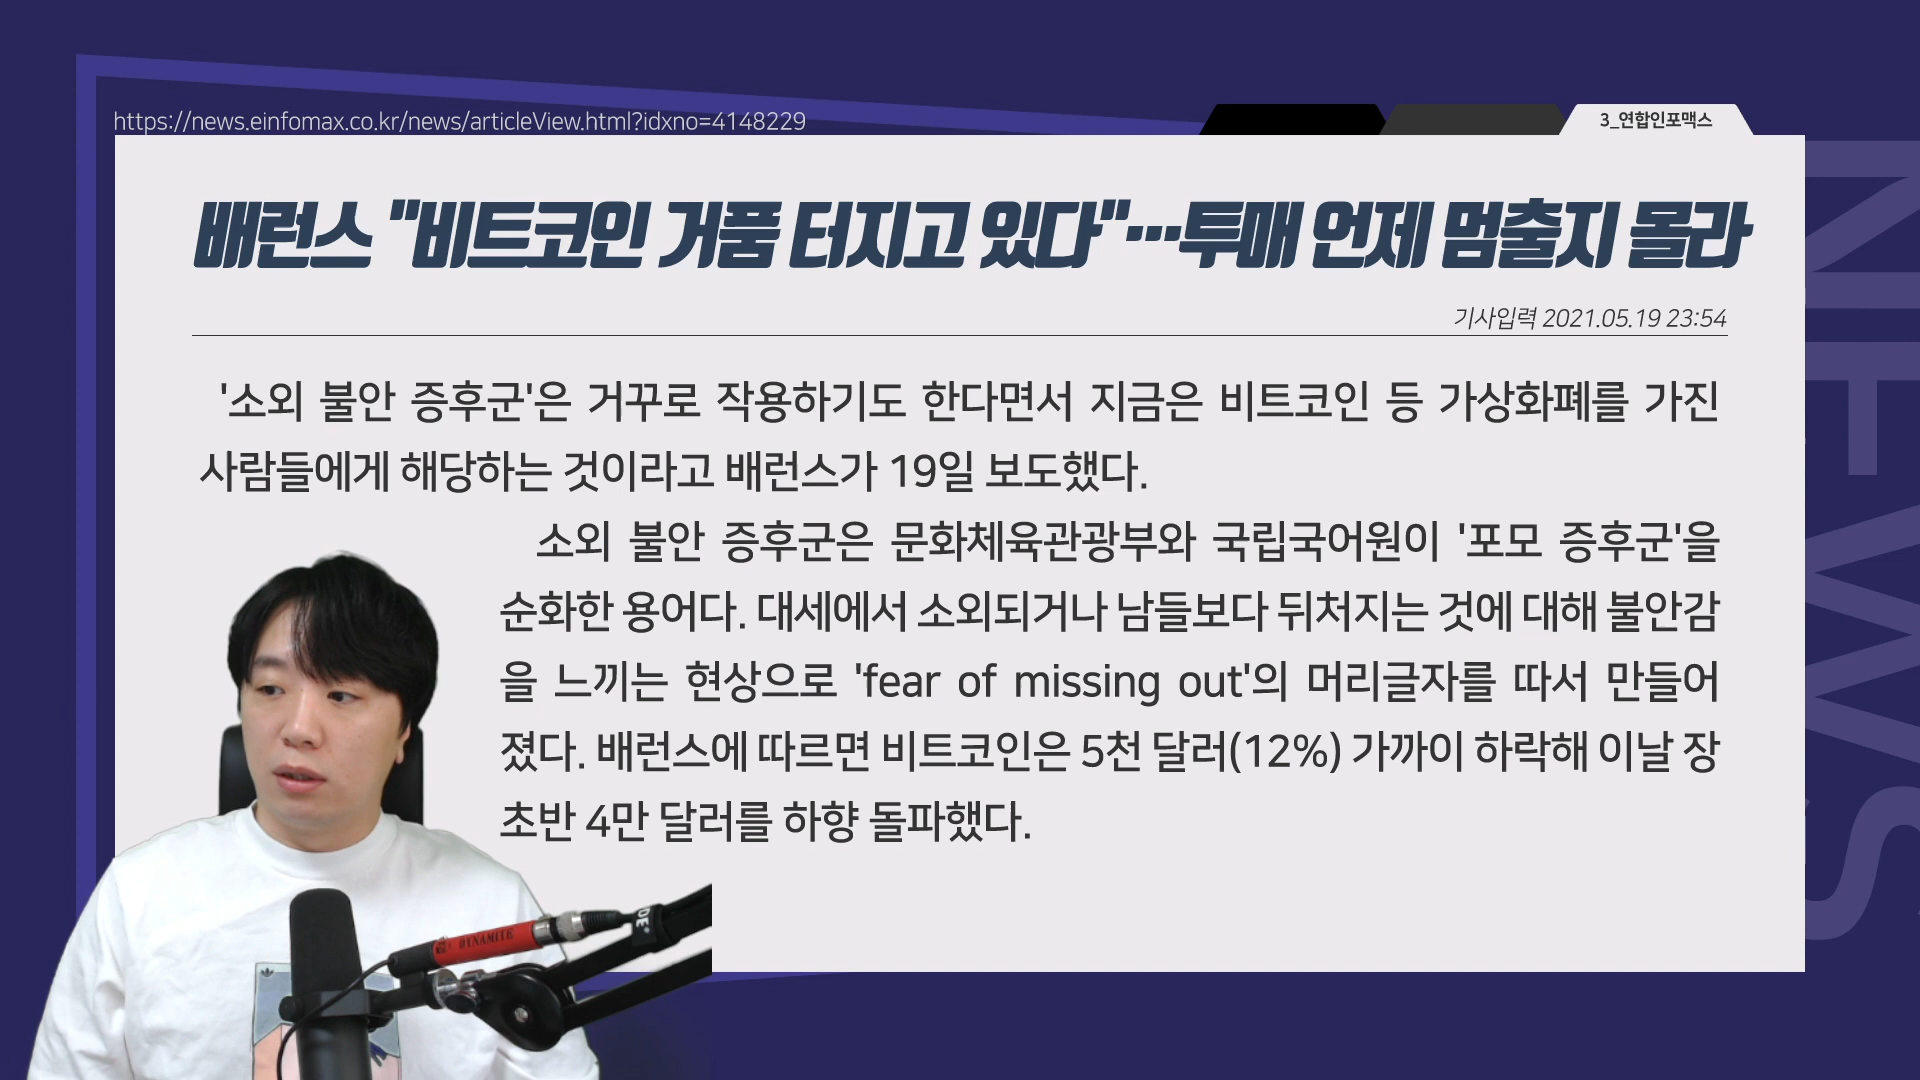 https://news.einfomax.co.kr/news/articleView.html?idxno=4148229
3_연합인포맥스
배런스 "비트코인 거품 터지고 있다"…투매 언제 멈출지 몰라
기사입력 2021.05.19 23:54
'소외 불안 증후군'은 거꾸로 작용하기도 한다면서 지금은 비트코인 등 가상화폐를 가진
사람들에게 해당하는 것이라고 배런스가 19일 보도했다.
소외 불안 증후군은 문화체육관광부와 국립국어원이 '포모 증후군'을
순화한 용어다. 대세에서 소외되거나 남들보다 뒤처지는 것에 대해 불안감
을 느끼는 현상으로 'fear of missing out'의 머리글자를 따서 만들어
졌다. 배런스에 따르면 비트코인은 5천 달러(12%) 가까이 하락해 이날 장
초반 4만 달러를 하향 돌파했다.
NEWS
DYNAMITE